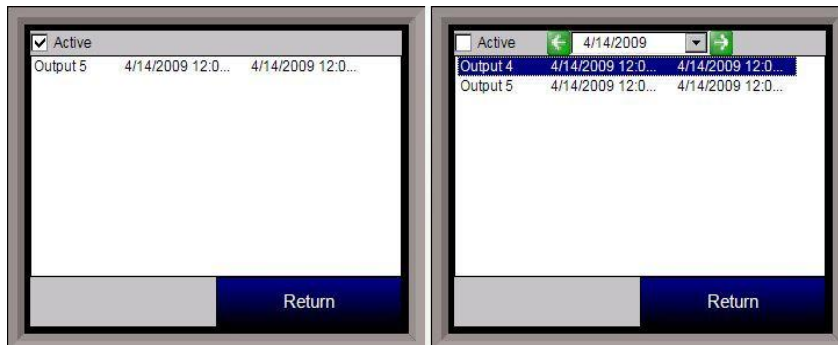 Active
Output 5 4/14/2009 12:0... 4/14/2009 12:0...
Return
Active 4/14/2009
Output 4 4/14/2009 12:0... 4/14/2009 12:0...
Output 5 4/14/2009 12:0... 4/14/2009 12:0...
Return